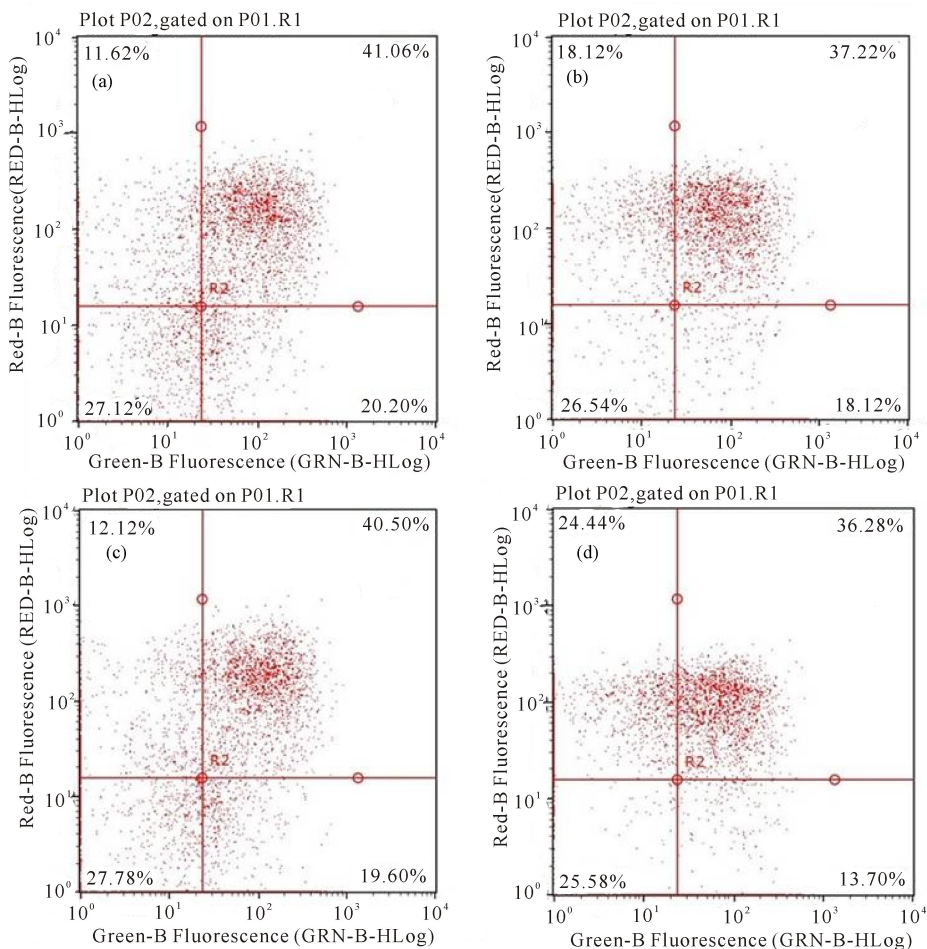 Plot P02,gated on P01.R1
10^4
11.62%
41.06%
(a)
10^3
10^2
R2
10^1
27.12%
20.20%
10^0
10^0 10^1 10^2 10^3 10^4
Red-B Fluorescence(RED-B-HLog)
Green-B Fluorescence (GRN-B-HLog)
Plot P02,gated on P01.R1
10^4
18.12%
37.22%
(b)
10^3
10^2
R2
10^1
26.54%
18.12%
10^0
10^0 10^1 10^2 10^3 10^4
Red-B Fluorescence(RED-B-HLog)
Green-B Fluorescence (GRN-B-HLog)
Plot P02,gated on P01.R1
10^4
12.12%
40.50%
(c)
10^3
10^2
R2
10^1
27.78%
19.60%
10^0
10^0 10^1 10^2 10^3 10^4
Red-B Fluorescence (RED-B-HLog)
Green-B Fluorescence (GRN-B-HLog)
Plot P02,gated on P01.R1
10^4
24.44%
36.28%
(d)
10^3
10^2
R2
10^1
25.58%
13.70%
10^0
10^0 10^1 10^2 10^3 10^4
Red-B Fluorescence (RED-B-HLog)
Green-B Fluorescence (GRN-B-HLog)